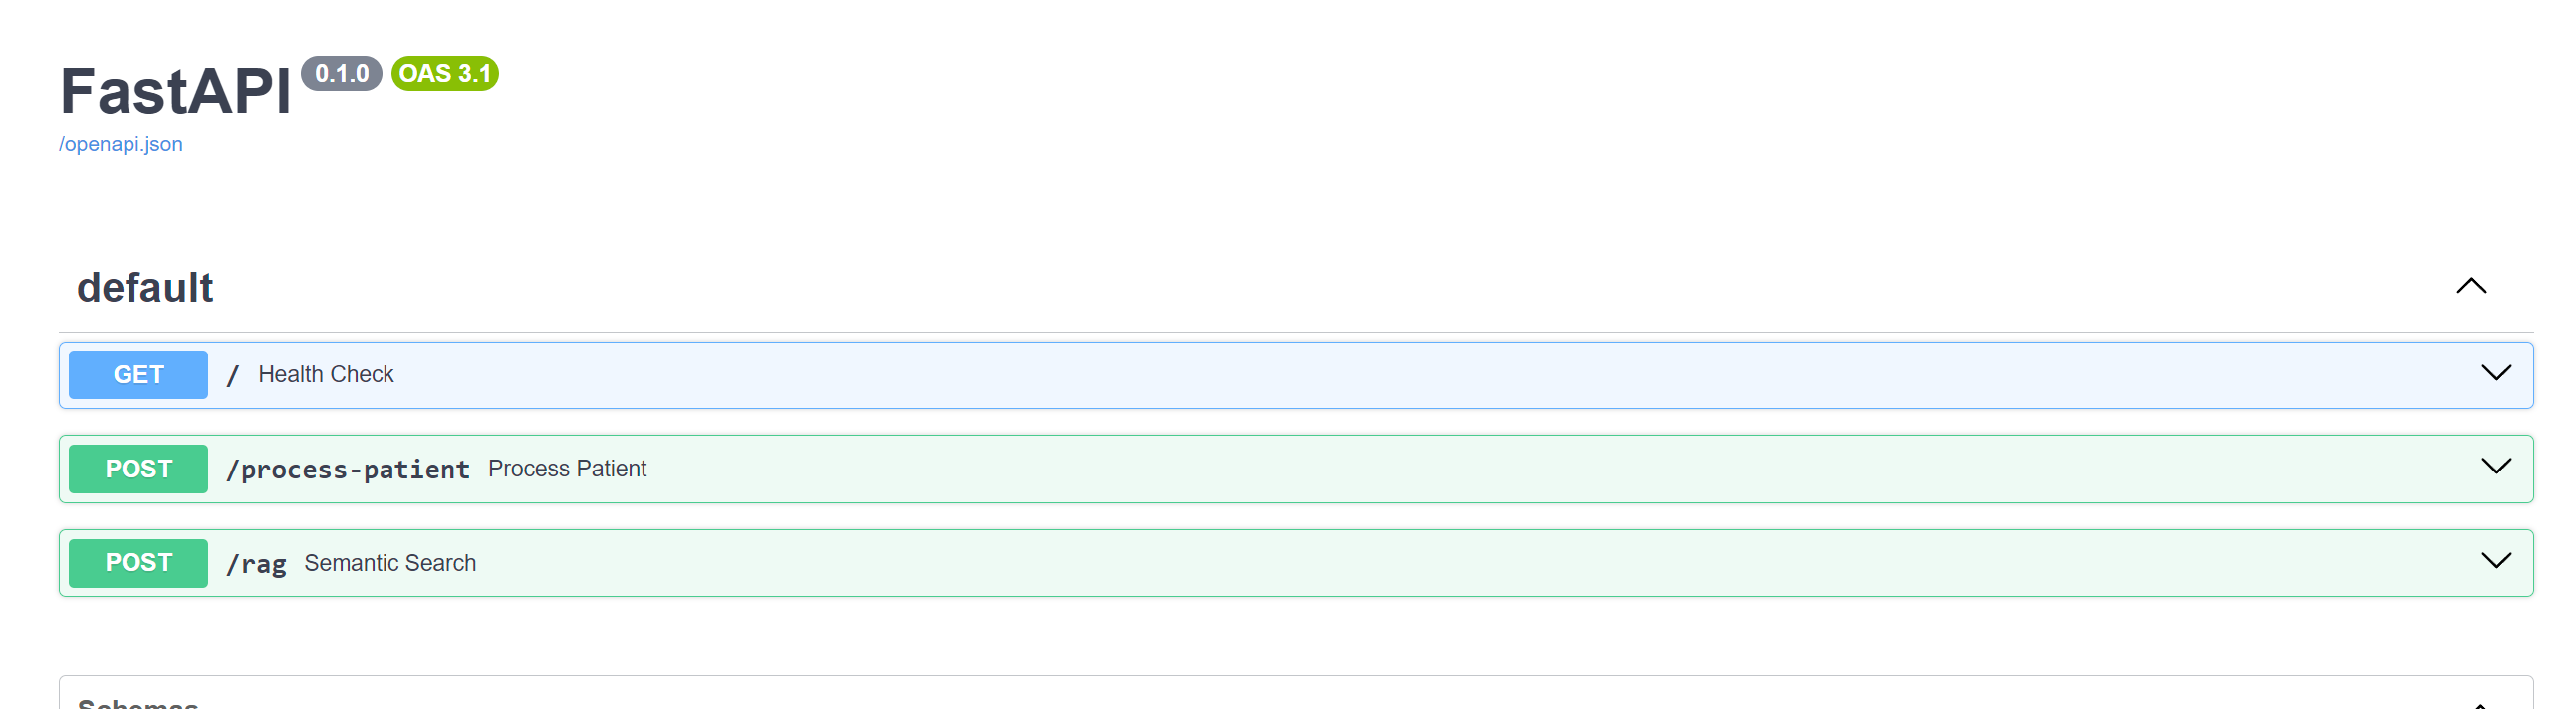 FastAPI 0.1.0 OAS 3.1
/openapi.json
default
GET / Health Check
POST /process-patient Process Patient
POST /rag Semantic Search
Schemas